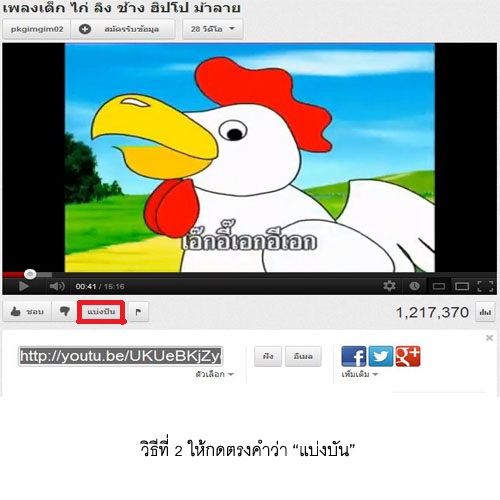 เพลงเด็ก ไก่ ลิง ช้าง ฮิปโป ม้าลาย
pkgimgim02 สมัครรับข้อมูล 28 วิดีโอ
เอ้กอี๊เอกอีเอก
00:41 / 15:16
ชอบ แบ่งปัน 1,217,370
http://youtu.be/UKUeBKjZy
ฝัง อีเมล
ตัวเลือก เพิ่มเติม
วิธีที่ 2 ให้กดตรงคำว่า “แบ่งบัน”